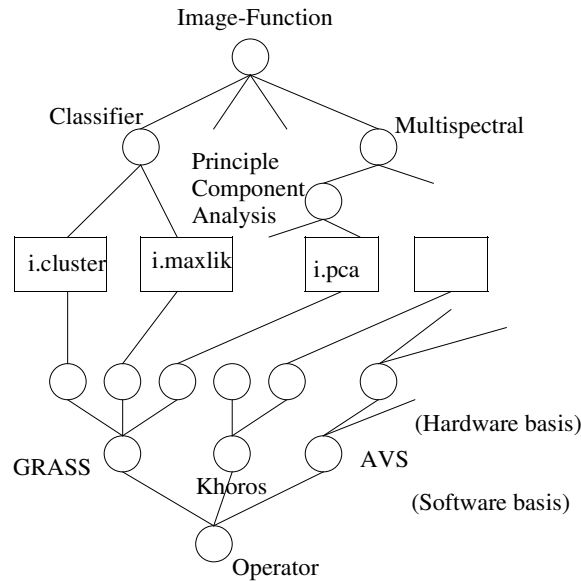 Image-Function
Classifier
Multispectral
Principle
Component
Analysis
i.cluster
i.maxlik
i.pca
(Hardware basis)
GRASS
Khoros
AVS
(Software basis)
Operator